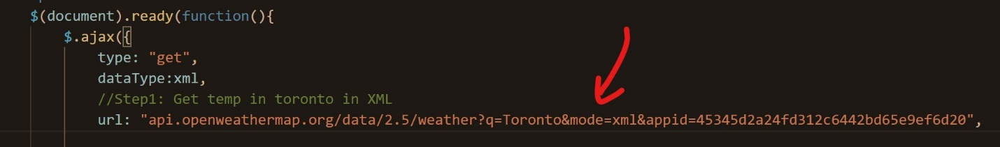 $(document).ready(function(){
$.ajax({
type: "get",
dataType:xml,
//Step1: Get temp in toronto in XML
url: "api.openweathermap.org/data/2.5/weather?q=Toronto&mode=xml&appid=45345d2a24fd312c6442bd65e9ef6d20",